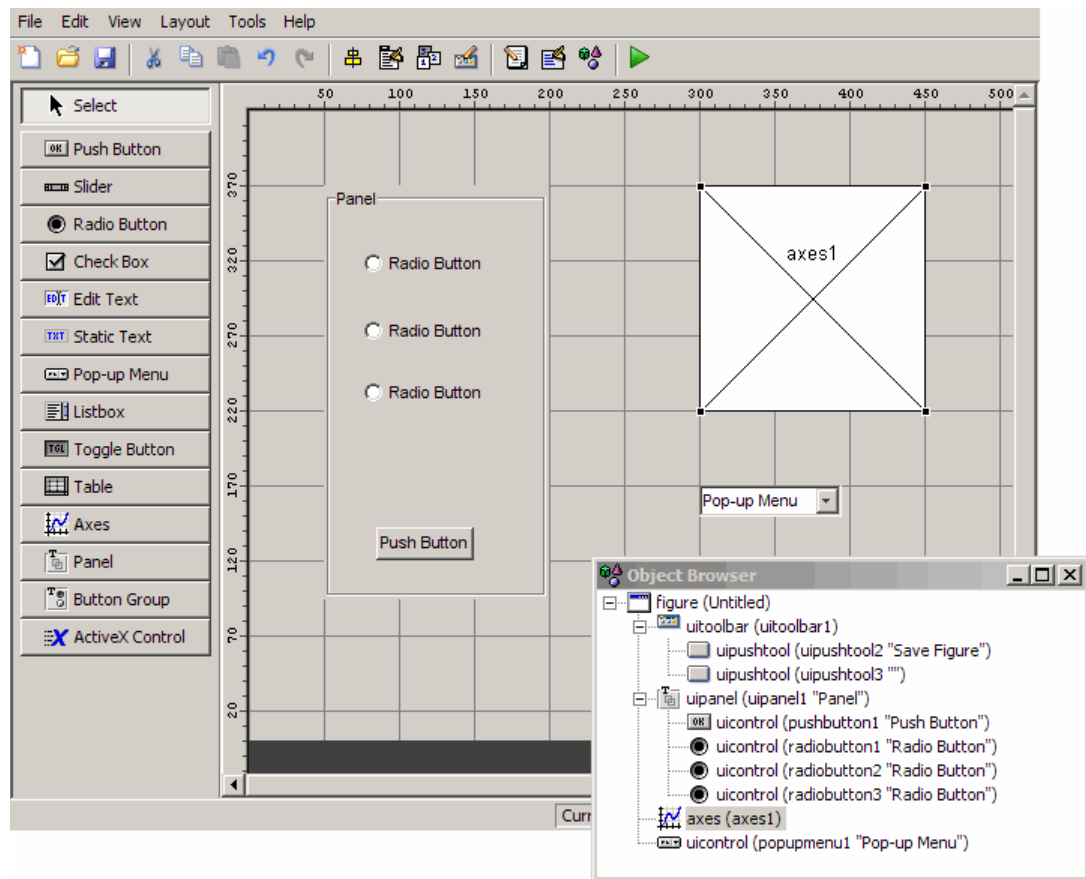 File Edit View Layout Tools Help
Select
Push Button
Slider
Radio Button
Check Box
EDIT Edit Text
TXT Static Text
Pop-up Menu
Listbox
TGL Toggle Button
Table
Axes
Panel
Button Group
ActiveX Control
50 100 150 200 250 300 350 400 450 500
370
320
270
220
170
120
70
20
Panel
Radio Button
Radio Button
Radio Button
Push Button
axes1
Pop-up Menu
Curr
Object Browser
figure (Untitled)
uitoolbar (uitoolbar1)
uipushtool (uipushtool2 "Save Figure")
uipushtool (uipushtool3 "")
uipanel (uipanel1 "Panel")
OK uicontrol (pushbutton1 "Push Button")
uicontrol (radiobutton1 "Radio Button")
uicontrol (radiobutton2 "Radio Button")
uicontrol (radiobutton3 "Radio Button")
axes (axes1)
uicontrol (popupmenu1 "Pop-up Menu")